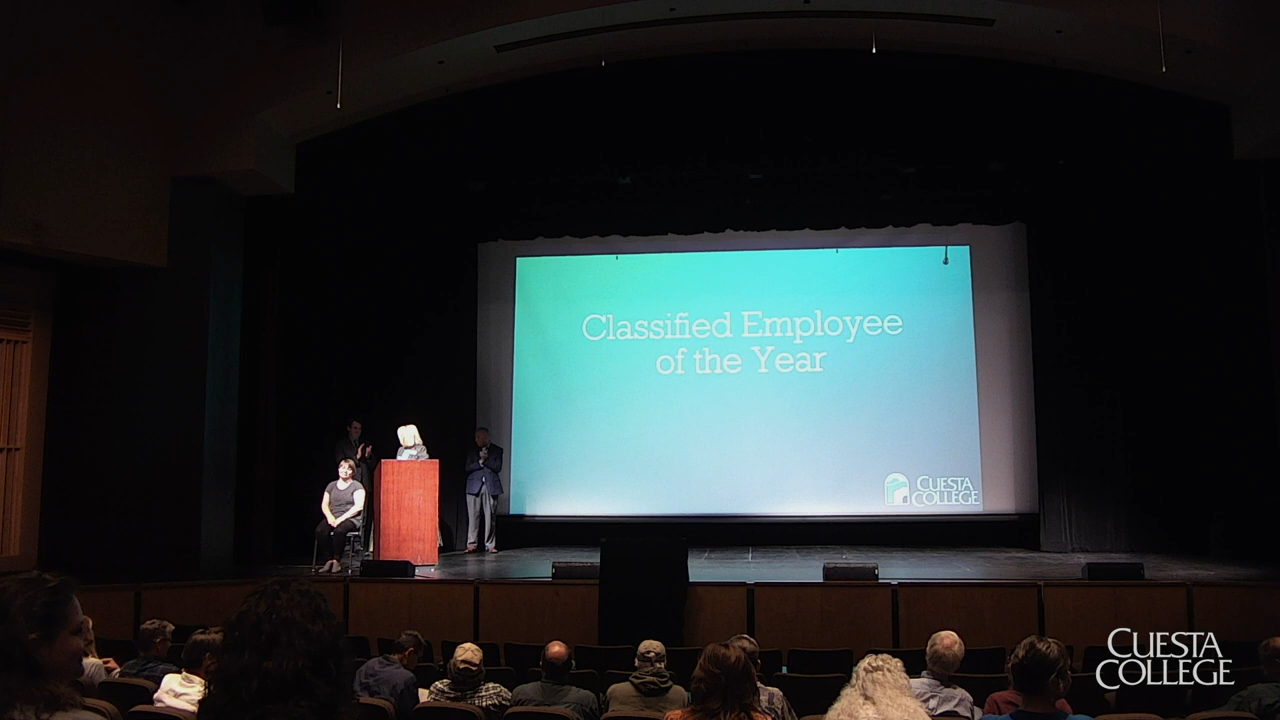 Classified Employee
of the Year
CUESTA
COLLEGE
CUESTA
COLLEGE